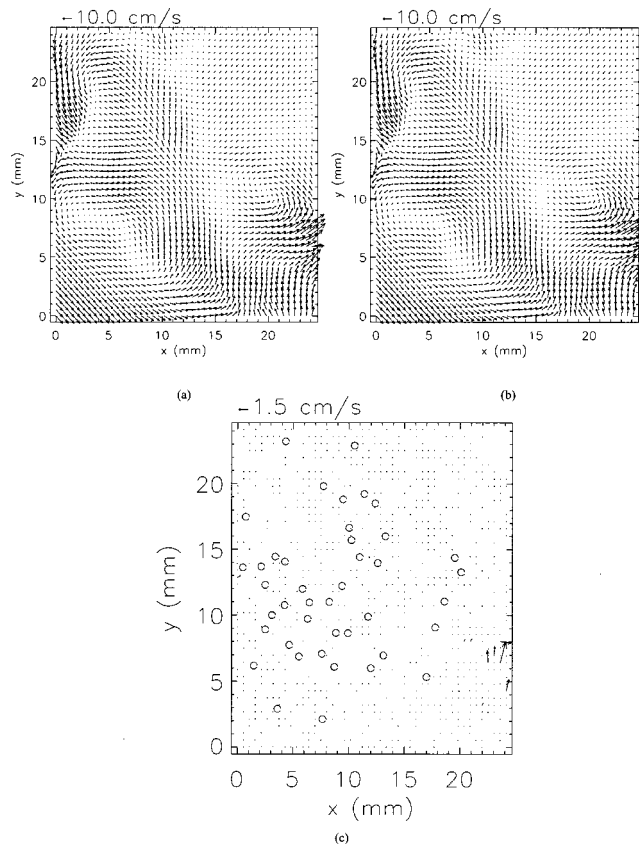 ←10.0 cm/s ←10.0 cm/s
20 20
15 15
y (mm) y (mm)
10 10
5 5
0 0
0 5 10 15 20 0 5 10 15 20
x (mm) x (mm)
(a) (b)
←1.5 cm/s
20
15
y (mm)
10
5
0
0 5 10 15 20
x (mm)
(c)